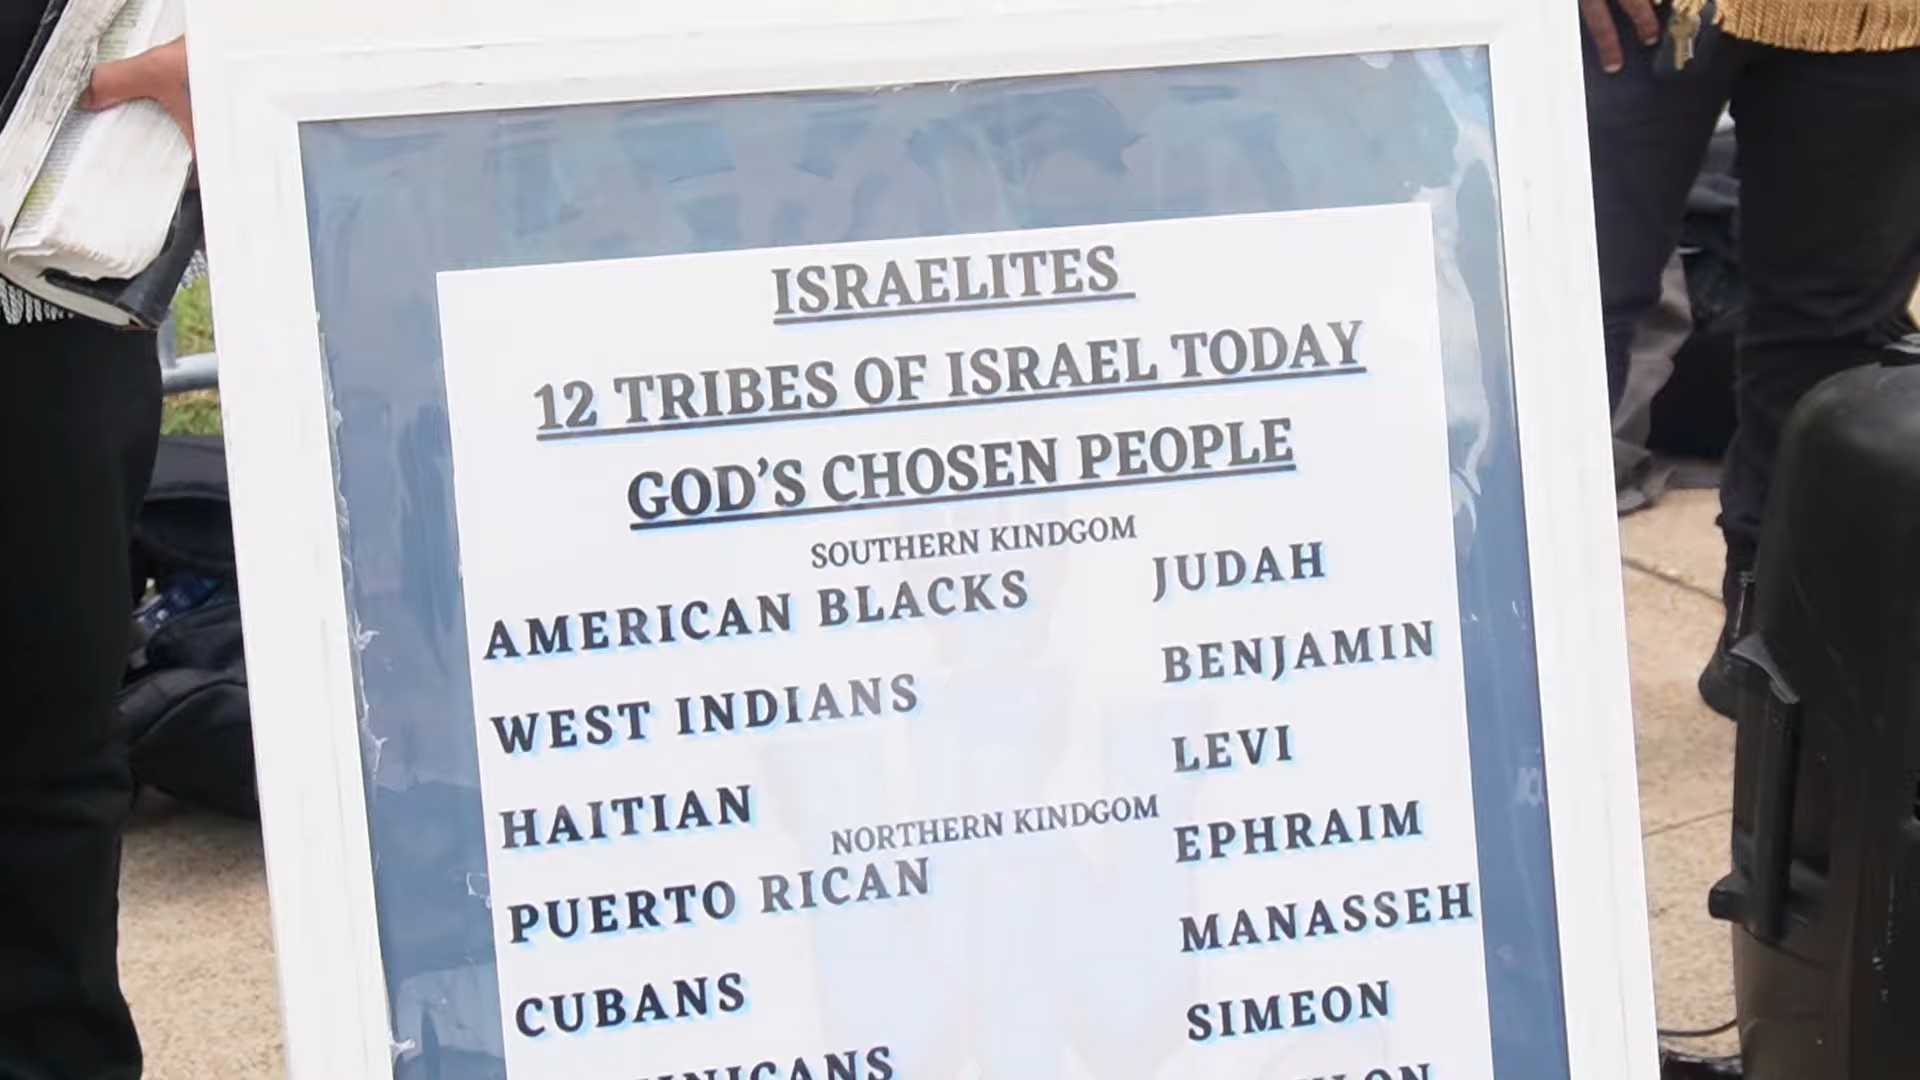 ISRAELITES
12 TRIBES OF ISRAEL TODAY
GOD'S CHOSEN PEOPLE
SOUTHERN KINDGOM
AMERICAN BLACKS JUDAH
WEST INDIANS BENJAMIN
HAITIAN LEVI
NORTHERN KINDGOM
PUERTO RICAN EPHRAIM
CUBANS MANASSEH
SIMEON